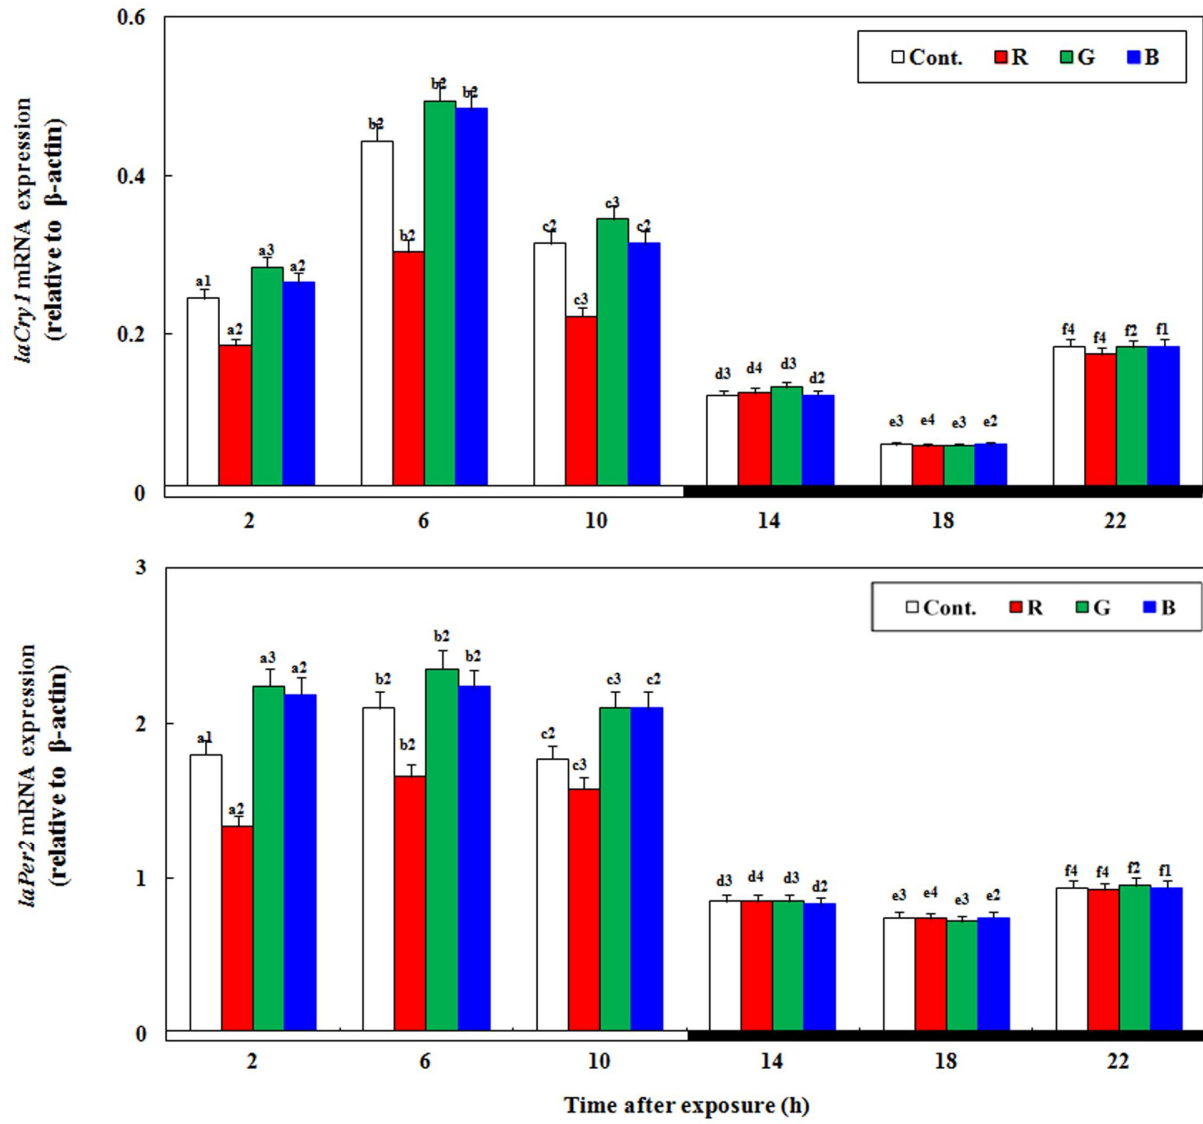 0.6
Cont. R G B
b2 b2
b2
0.4
b2
c3
c2 c2
a3
a1 a2
c3
a2
0.2
f4 f4 f2 f1
d3 d4 d3 d2
e3 e4 e3 e2
0
2 6 10 14 18 22
laCry1 mRNA expression
(relative to β-actin)
3
Cont. R G B
b2
a3 a2 b2 b2
c3 c2
2
a1 b2 c2 c3
a2
1
d3 d4 d3 d2
f4 f4 f2 f1
e3 e4 e3 e2
0
2 6 10 14 18 22
laPer2 mRNA expression
(relative to β-actin)
Time after exposure (h)